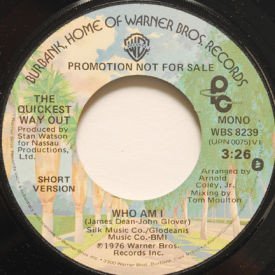 BURBANK, HOME OF WARNER BROS. RECORDS
PROMOTION NOT FOR SALE
THE
QUICKEST
WAY OUT
Produced by
Stan Watson
for Nassau
Productions,
Ltd.
SHORT
VERSION
MONO
WBS 8239
3:26
Arranged by
Arnold
Coley, Jr.
Mixing by
Tom Moulton
WHO AM I
(James Dean-John Glover)
Silk Music Co./Glodeanis
Music Co.-BMI
℗1976 Warner Bros.
Records Inc.